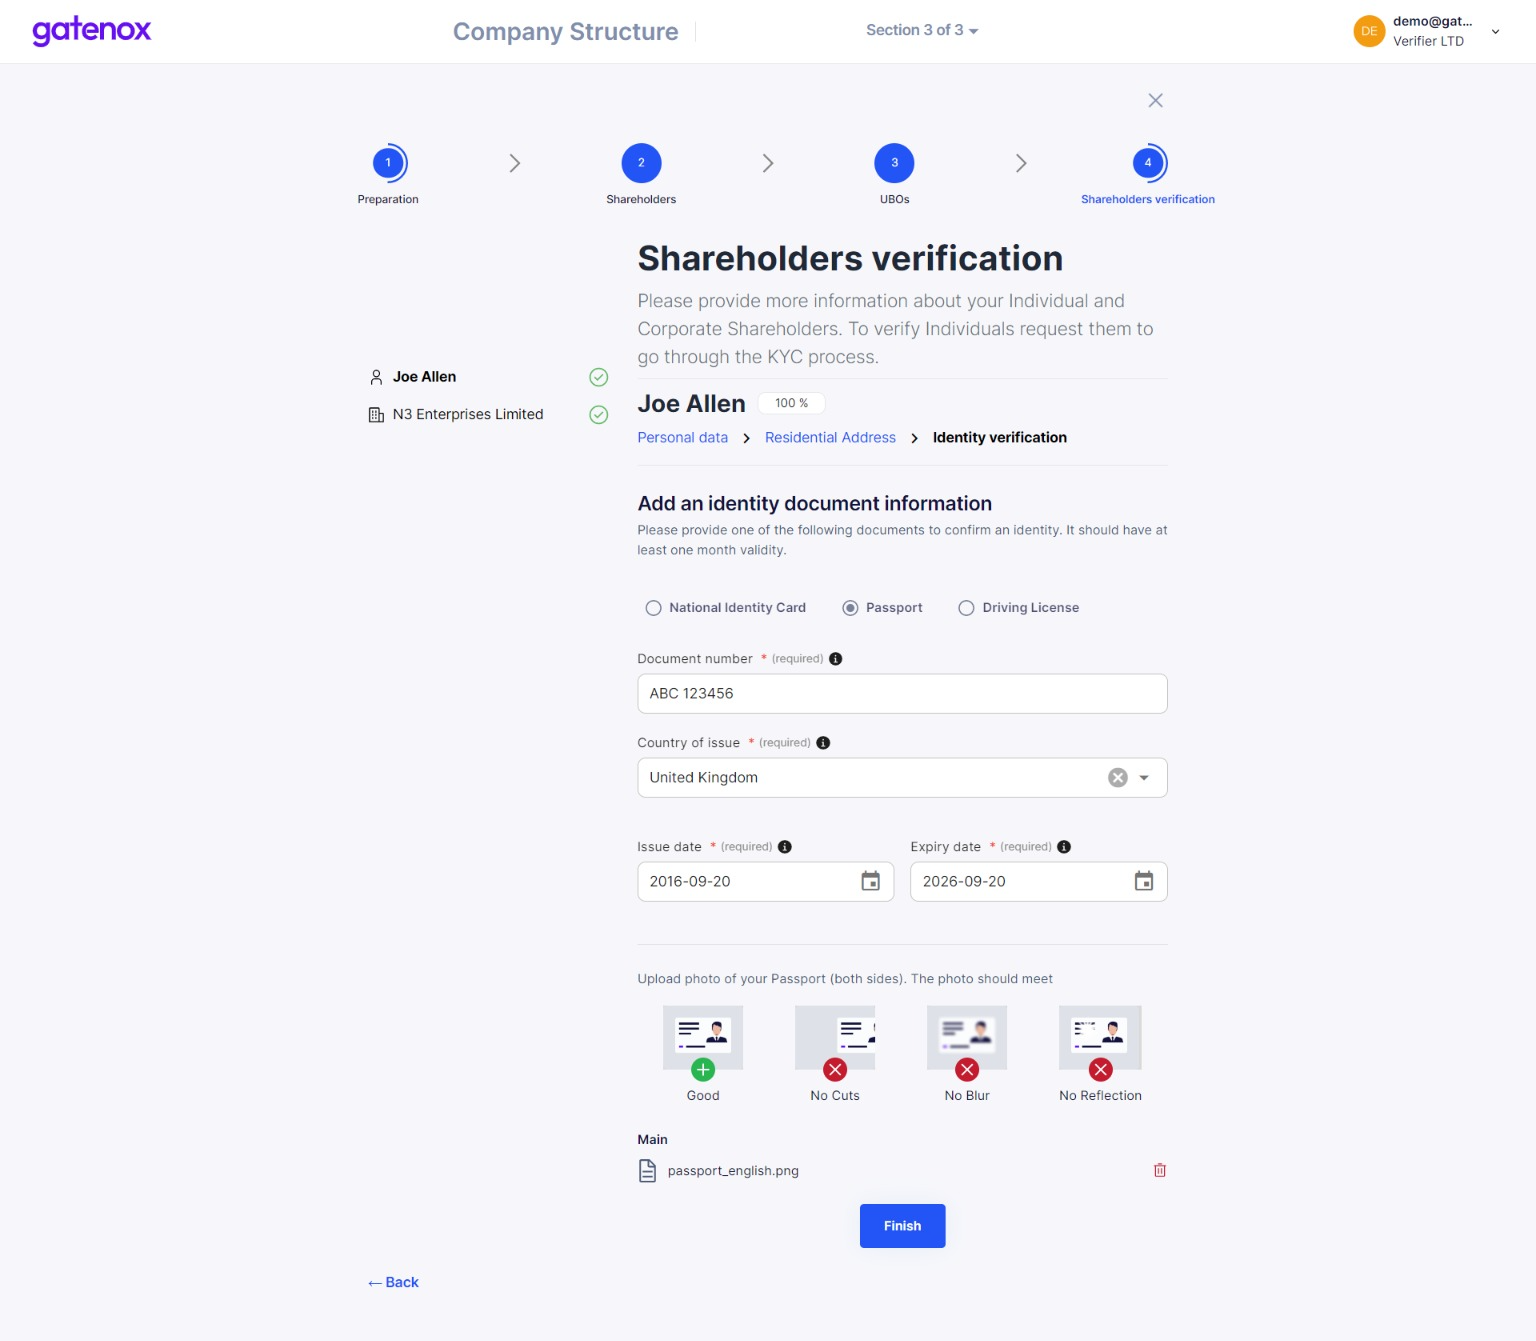 gatenox
Company Structure
Section 3 of 3
DE
demo@gat...
Verifier LTD
1
2
3
4
Preparation
Shareholders
UBOs
Shareholders verification
Shareholders verification
Please provide more information about your Individual and
Corporate Shareholders. To verify Individuals request them to
go through the KYC process.
Joe Allen
N3 Enterprises Limited
Joe Allen
100 %
Personal data
Residential Address
Identity verification
Add an identity document information
Please provide one of the following documents to confirm an identity. It should have at
least one month validity.
National Identity Card
Passport
Driving License
Document number * (required)
ABC 123456
Country of issue * (required)
United Kingdom
Issue date * (required)
Expiry date * (required)
2016-09-20
2026-09-20
Upload photo of your Passport (both sides). The photo should meet
Good
No Cuts
No Blur
No Reflection
Main
passport_english.png
Finish
← Back